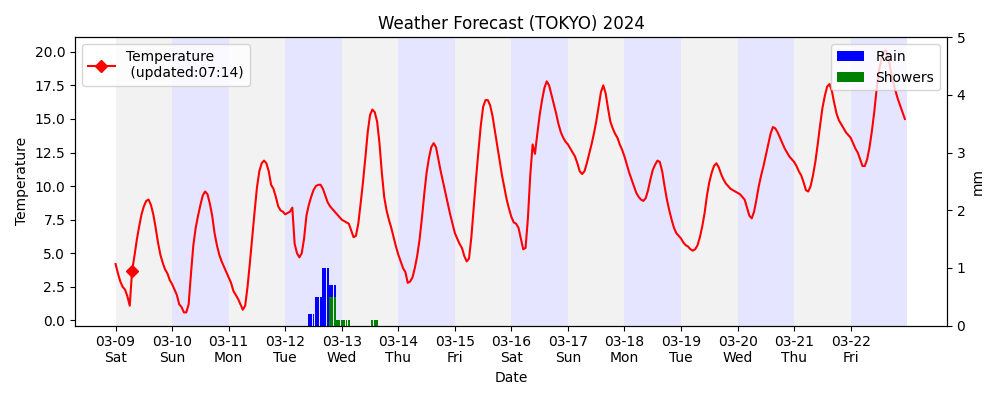 Weather Forecast (TOKYO) 2024
Temperature
(updated:07:14)
Rain
Showers
Temperature
20.0
17.5
15.0
12.5
10.0
7.5
5.0
2.5
0.0
5
4
3
2
1
0
mm
03-09 03-10 03-11 03-12 03-13 03-14 03-15 03-16 03-17 03-18 03-19 03-20 03-21 03-22
Sat Sun Mon Tue Wed Thu Fri Sat Sun Mon Tue Wed Thu Fri
Date